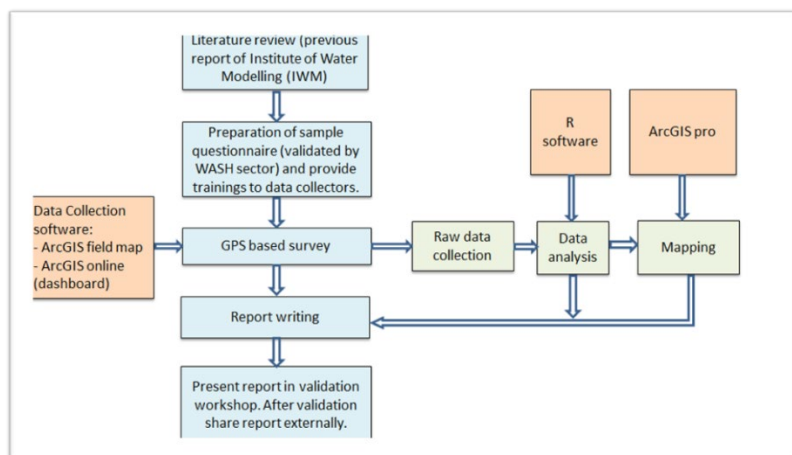 Literature review (previous
report of Institute of Water
Modelling (IWM)
Preparation of sample
questionnaire (validated by
WASH sector) and provide
trainings to data collectors.
R
software
ArcGIS pro
Data Collection
software:
- ArcGIS field map
- ArcGIS online
(dashboard)
GPS based survey
Raw data
collection
Data
analysis
Mapping
Report writing
Present report in validation
workshop. After validation
share report externally.